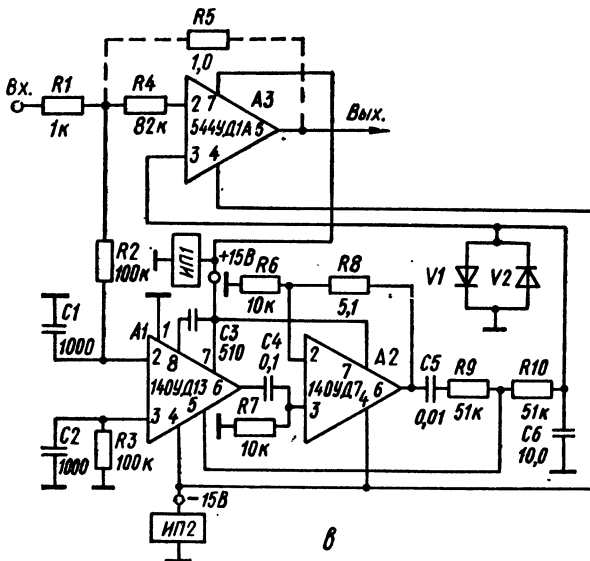 R5
1,0
Вх.
R1
1к
R4
82к
2
7
А3
544УД1А
5
3
4
Вых.
R2
100к
ИП1
+15В
R6
10к
R8
5,1
V1
V2
C1
1000
А1
1
8
C3
510
C4
0,1
2
7
140УД13
6
3
4
5
2
7
А2
140УД7
6
3
4
C5
0,01
R9
51к
R10
51к
C2
1000
R3
100к
R7
10к
C6
10,0
−15В
ИП2
в